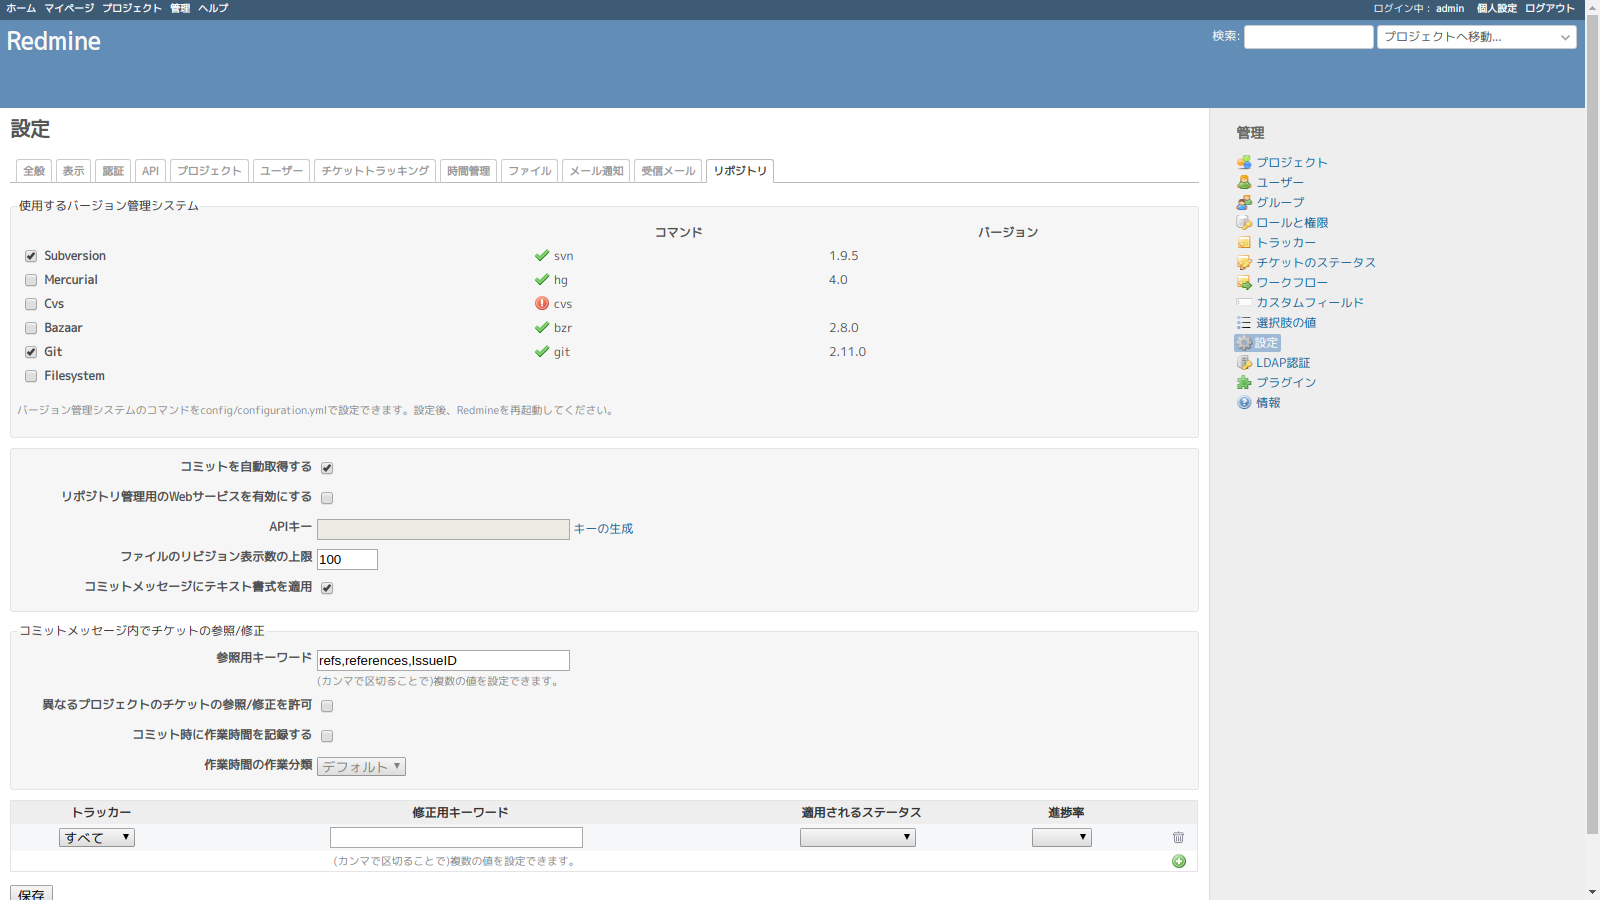 ホーム マイページ プロジェクト 管理 ヘルプ
ログイン中： admin 個人設定 ログアウト
Redmine
検索:
プロジェクトへ移動...
設定
全般 表示 認証 API プロジェクト ユーザー チケットトラッキング 時間管理 ファイル メール通知 受信メール リポジトリ
使用するバージョン管理システム
コマンド バージョン
Subversion svn 1.9.5
Mercurial hg 4.0
Cvs cvs
Bazaar bzr 2.8.0
Git git 2.11.0
Filesystem
バージョン管理システムのコマンドをconfig/configuration.ymlで設定できます。設定後、Redmineを再起動してください。
コミットを自動取得する
リポジトリ管理用のWebサービスを有効にする
APIキー キーの生成
ファイルのリビジョン表示数の上限 100
コミットメッセージにテキスト書式を適用
コミットメッセージ内でチケットの参照/修正
参照用キーワード refs,references,IssueID
(カンマで区切ることで)複数の値を設定できます。
異なるプロジェクトのチケットの参照/修正を許可
コミット時に作業時間を記録する
作業時間の作業分類 デフォルト
トラッカー 修正用キーワード 適用されるステータス 進捗率
すべて
(カンマで区切ることで)複数の値を設定できます。
保存
管理
プロジェクト
ユーザー
グループ
ロールと権限
トラッカー
チケットのステータス
ワークフロー
カスタムフィールド
選択肢の値
設定
LDAP認証
プラグイン
情報